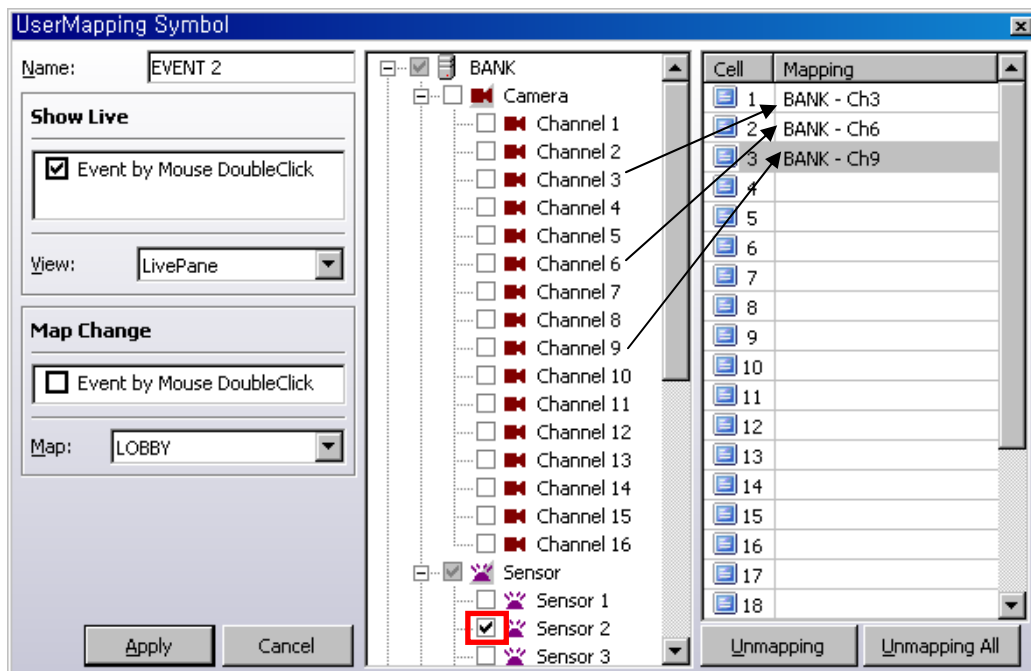 UserMapping Symbol
Name: EVENT 2
Show Live
Event by Mouse DoubleClick
View: LivePane
Map Change
Event by Mouse DoubleClick
Map: LOBBY
Apply Cancel
BANK
Camera
Channel 1
Channel 2
Channel 3
Channel 4
Channel 5
Channel 6
Channel 7
Channel 8
Channel 9
Channel 10
Channel 11
Channel 12
Channel 13
Channel 14
Channel 15
Channel 16
Sensor
Sensor 1
Sensor 2
Sensor 3
Cell Mapping
1 BANK - Ch3
2 BANK - Ch6
3 BANK - Ch9
4
5
6
7
8
9
10
11
12
13
14
15
16
17
18
Unmapping Unmapping All